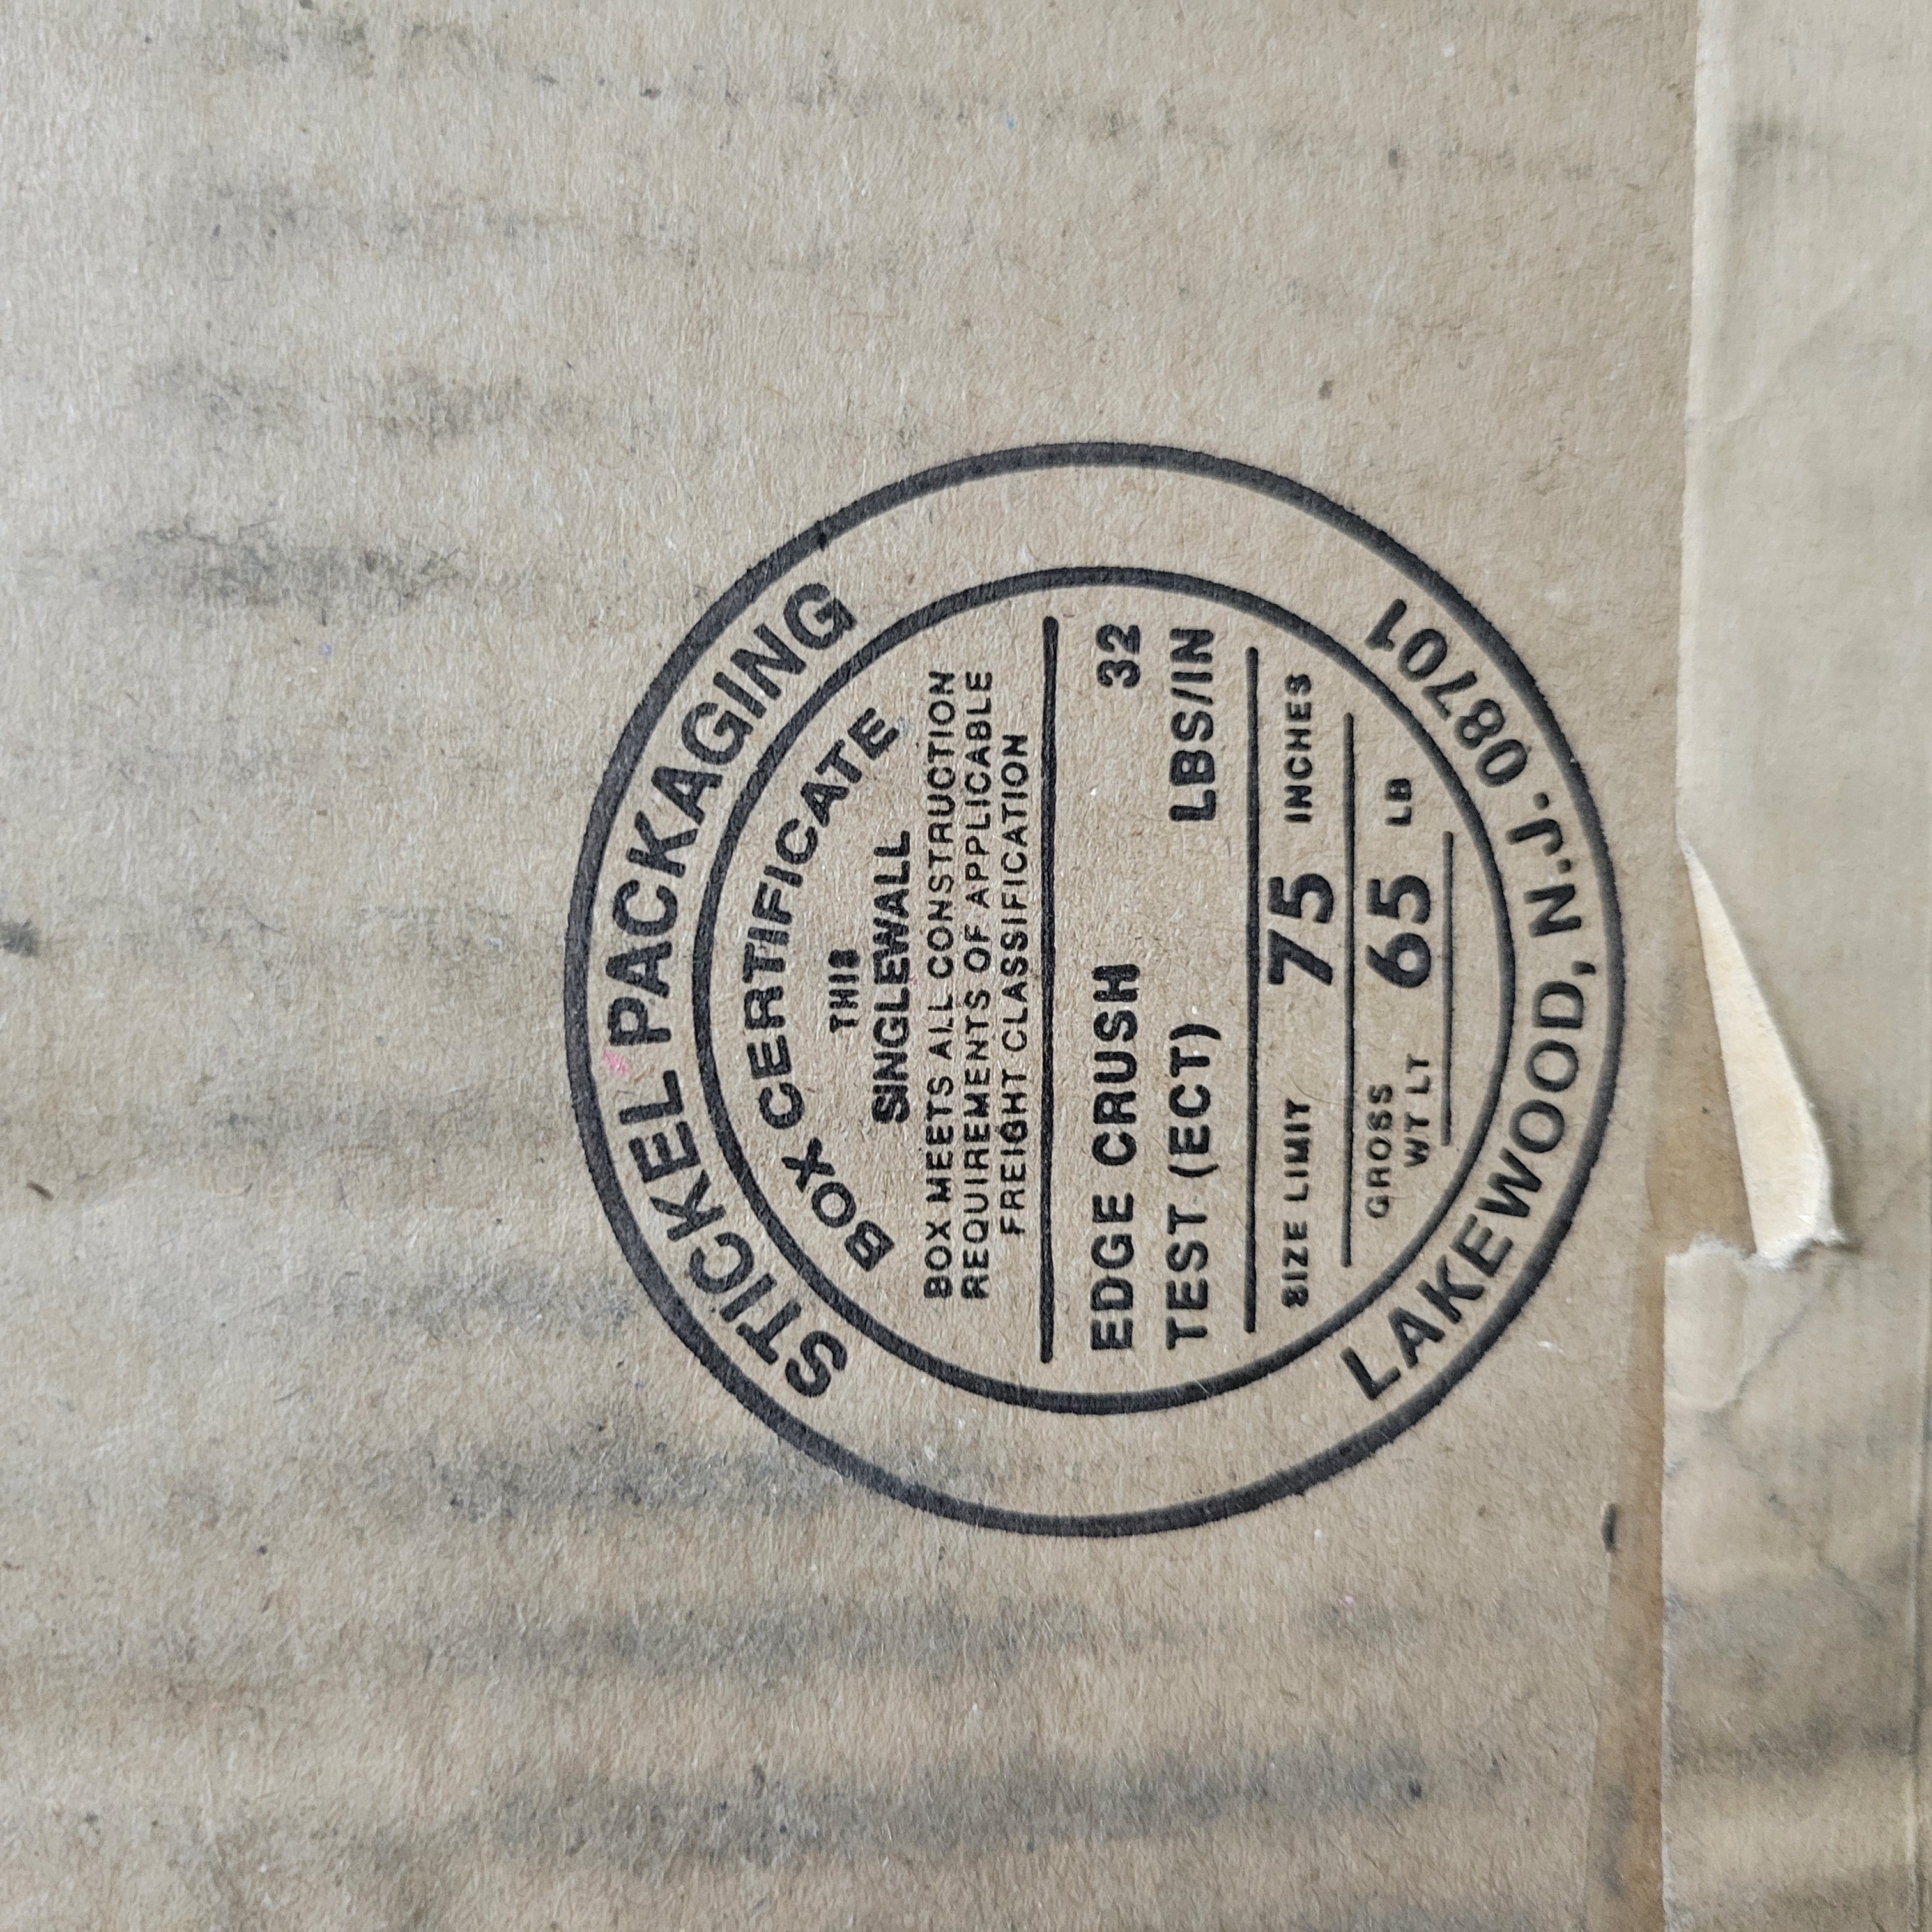 STICKEL PACKAGING
BOX CERTIFICATE
THIS
SINGLEWALL
BOX MEETS ALL CONSTRUCTION
REQUIREMENTS OF APPLICABLE
FREIGHT CLASSIFICATION
EDGE CRUSH 32
TEST (ECT) LBS/IN
SIZE LIMIT 75 INCHES
GROSS
WT LT 65 LB
LAKEWOOD, N.J. 08701